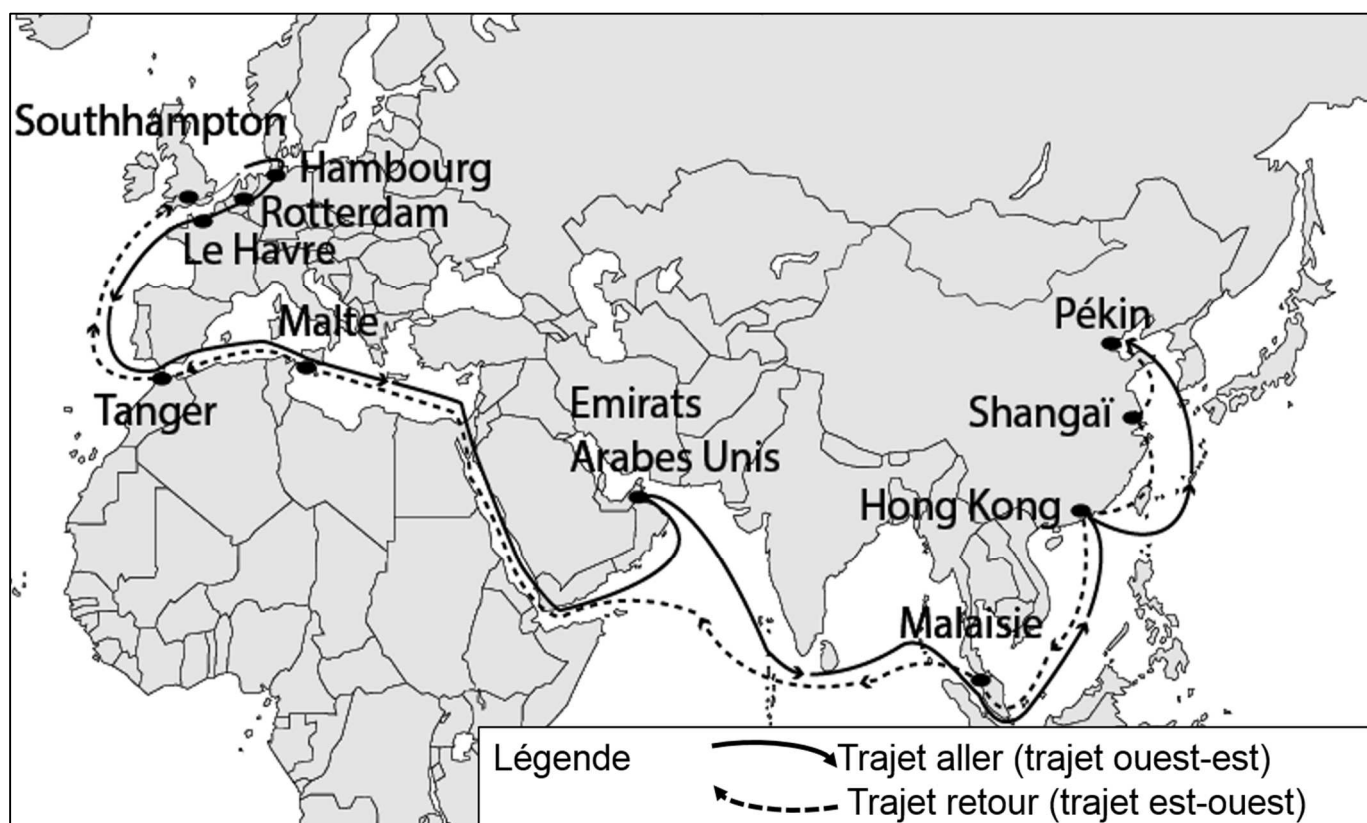 Southhampton
Hambourg
Rotterdam
Le Havre
Malte
Tanger
Emirats
Arabes Unis
Pékin
Shangaï
Hong Kong
Malaisie
Légende
Trajet aller (trajet ouest-est)
Trajet retour (trajet est-ouest)